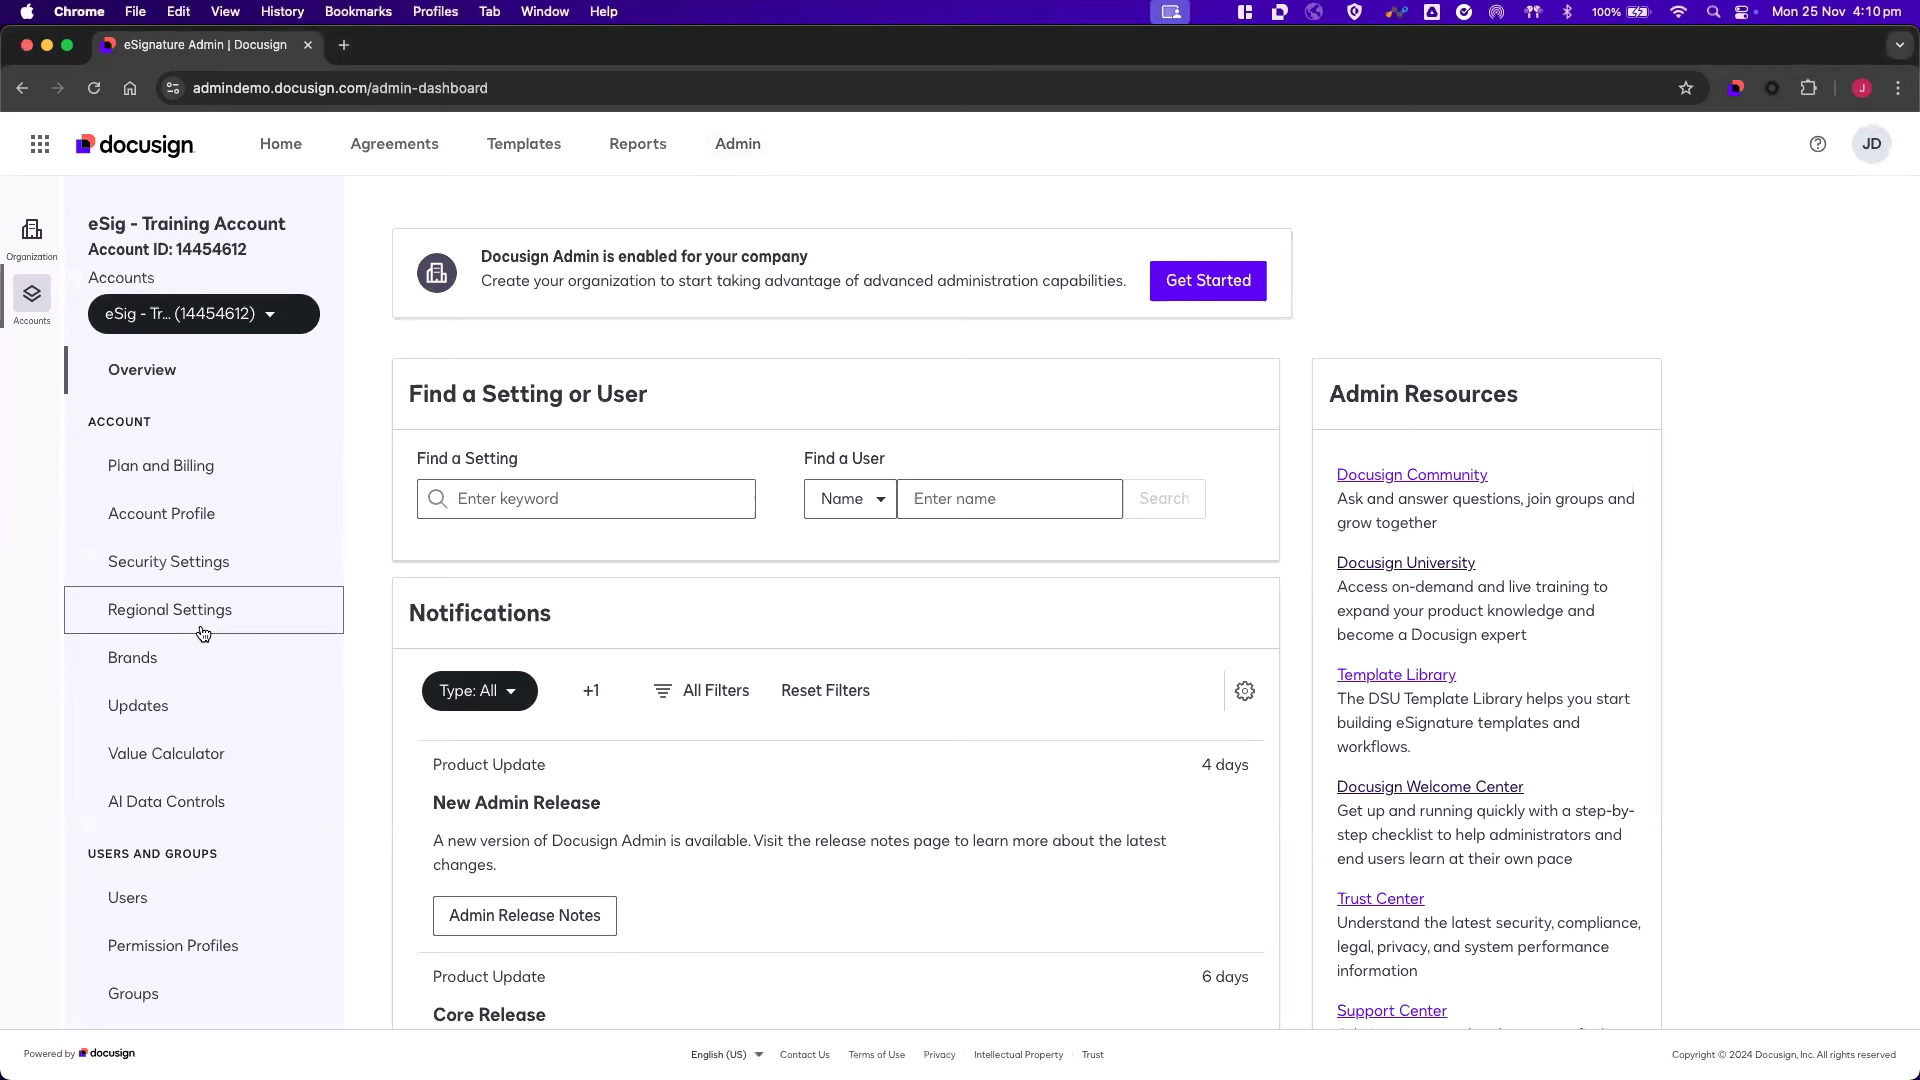 Chrome File Edit View History Bookmarks Profiles Tab Window Help 100% Mon 25 Nov 4:10 pm
eSignature Admin | Docusign
admindemo.docusign.com/admin-dashboard
J
docusign Home Agreements Templates Reports Admin JD
Organization
Accounts
eSig - Training Account
Account ID: 14454612
Accounts
eSig - Tr... (14454612)
Overview
ACCOUNT
Plan and Billing
Account Profile
Security Settings
Regional Settings
Brands
Updates
Value Calculator
AI Data Controls
USERS AND GROUPS
Users
Permission Profiles
Groups
Docusign Admin is enabled for your company
Create your organization to start taking advantage of advanced administration capabilities.
Get Started
Find a Setting or User
Find a Setting
Enter keyword
Find a User
Name Enter name Search
Notifications
Type: All +1 All Filters Reset Filters
Product Update 4 days
New Admin Release
A new version of Docusign Admin is available. Visit the release notes page to learn more about the latest
changes.
Admin Release Notes
Product Update 6 days
Core Release
Admin Resources
Docusign Community
Ask and answer questions, join groups and
grow together
Docusign University
Access on-demand and live training to
expand your product knowledge and
become a Docusign expert
Template Library
The DSU Template Library helps you start
building eSignature templates and
workflows.
Docusign Welcome Center
Get up and running quickly with a step-by-
step checklist to help administrators and
end users learn at their own pace
Trust Center
Understand the latest security, compliance,
legal, privacy, and system performance
information
Support Center
Powered by docusign English (US) Contact Us Terms of Use Privacy Intellectual Property Trust Copyright © 2024 Docusign, Inc. All rights reserved